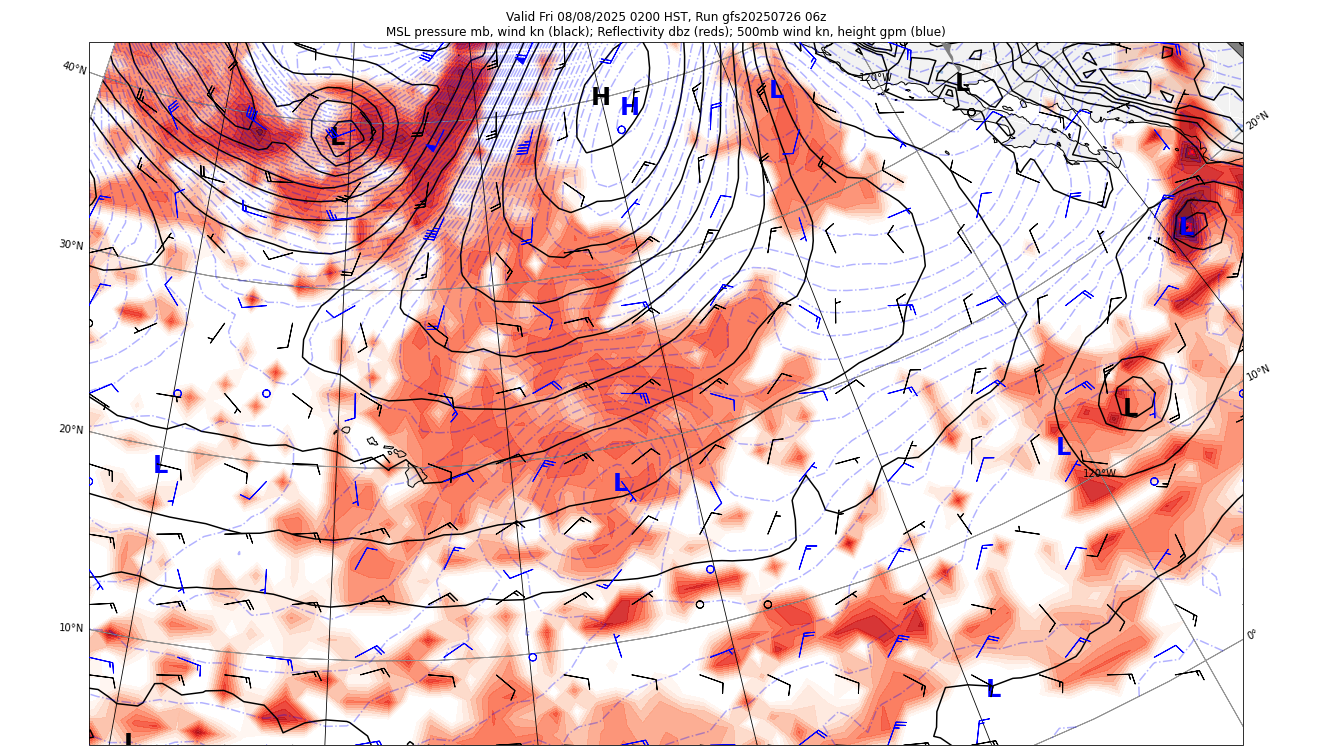 Valid Fri 08/08/2025 0200 HST, Run gfs20250726 06z
MSL pressure mb, wind kn (black); Reflectivity dbz (reds); 500mb wind kn, height gpm (blue)
40°N
120°W
L
L
H
H
20°N
L
L
30°N
10°N
L
20°N
L
L
120°W
L
10°N
0°
L
L